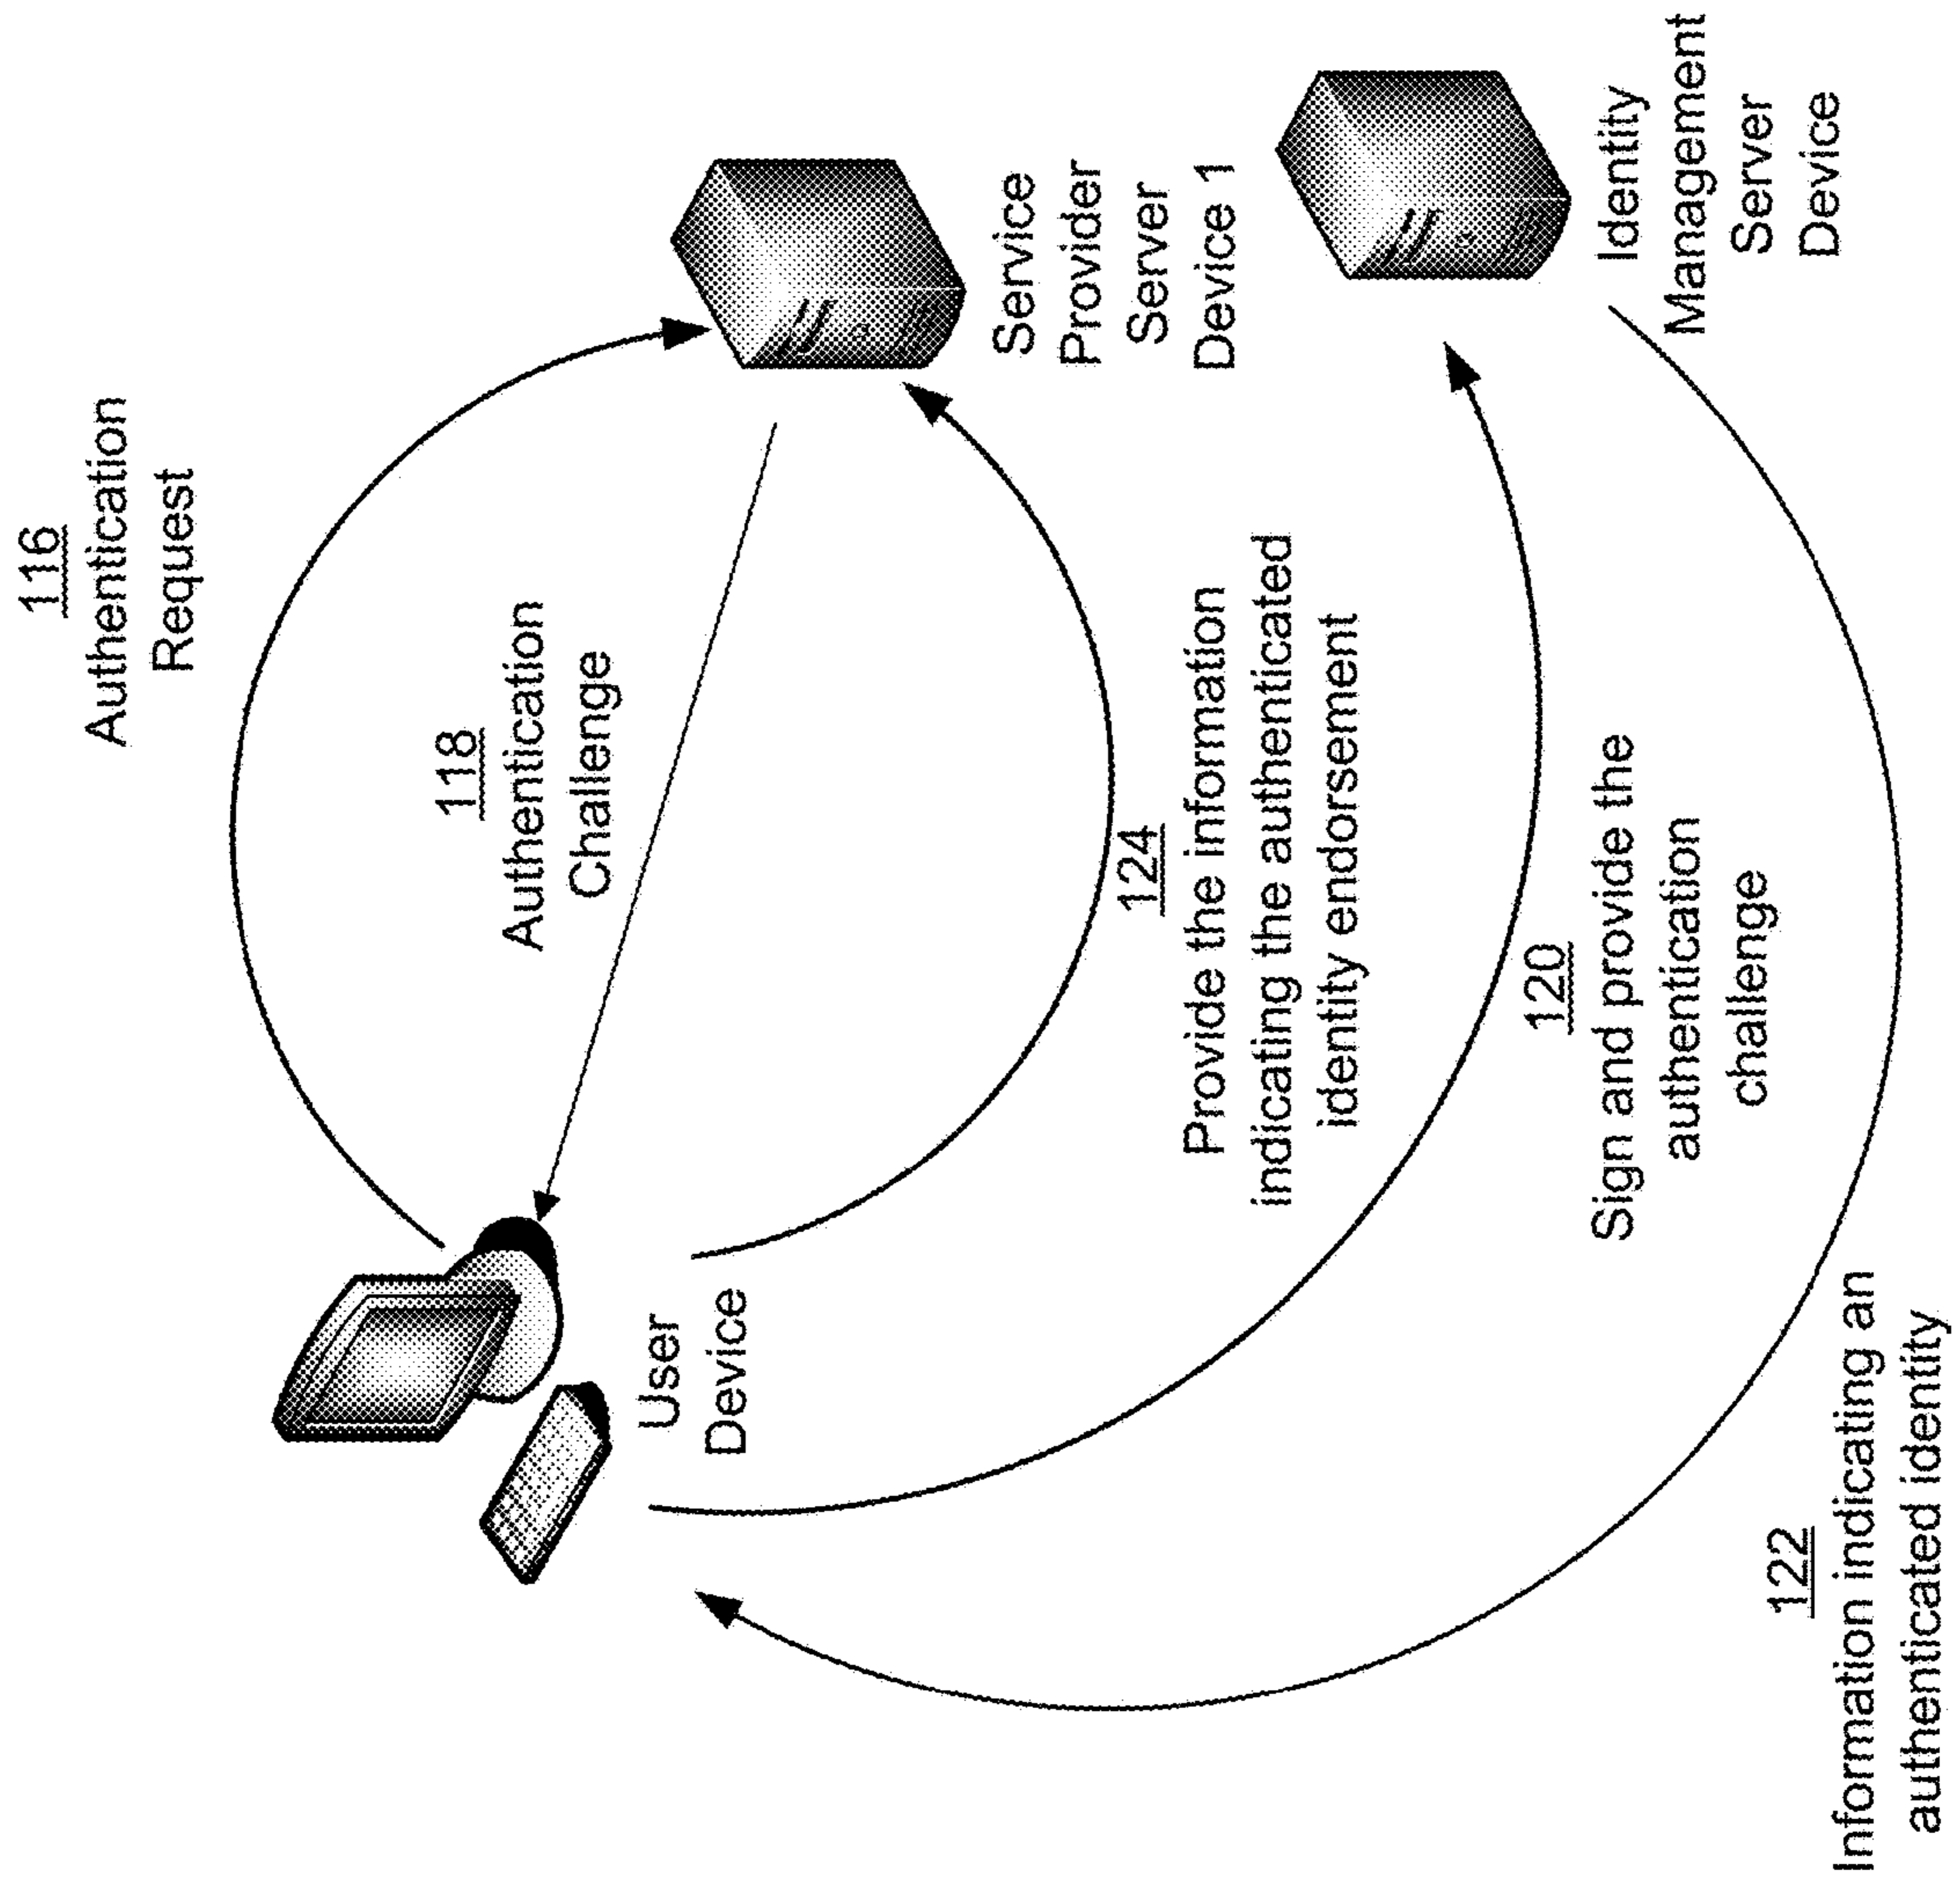 116
Authentication
Request
118
Authentication
Challenge
User
Device
Service
Provider
Server
Device 1
124
Provide the information
indicating the authenticated
identity endorsement
Identity
Management
Server
Device
120
Sign and provide the
authentication
challenge
122
Information indicating an
authenticated identity